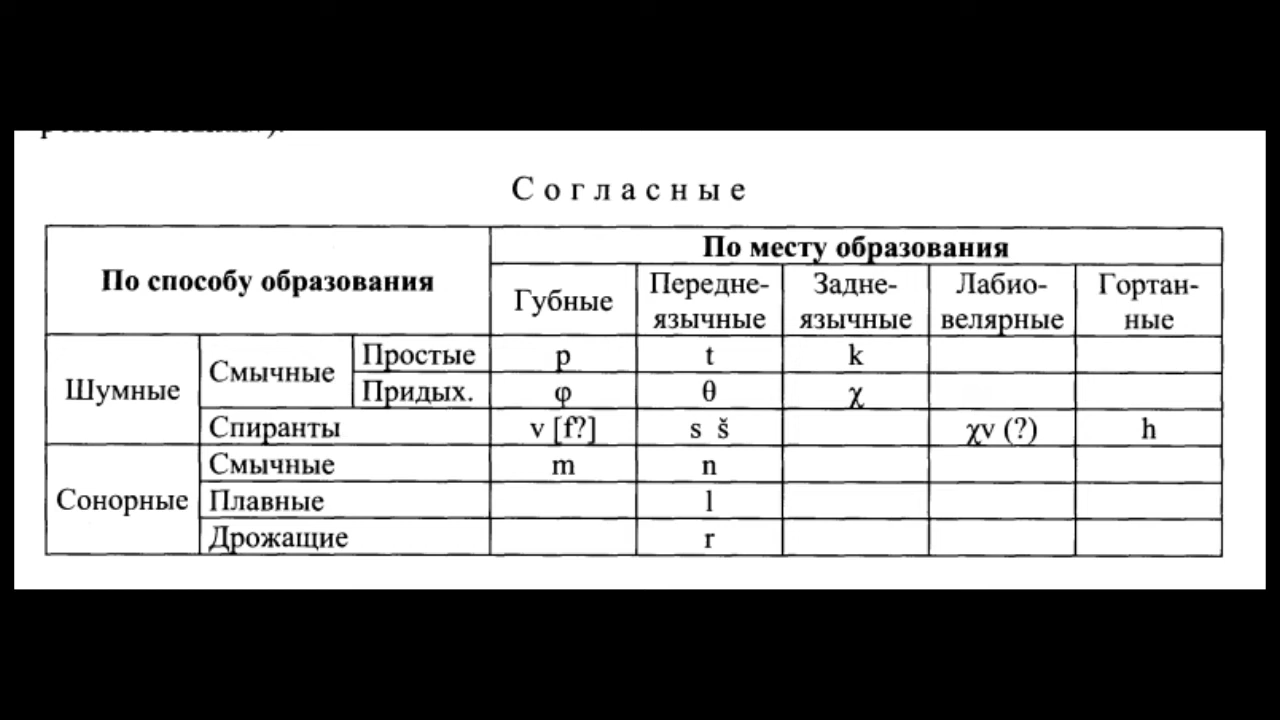 С о г л а с н ы е
По способу образования
По месту образования
Губные
Передне-
язычные
Задне-
язычные
Лабио-
велярные
Гортан-
ные
Шумные
Смычные
Простые p t k
Придых. φ θ χ
Спиранты v [f?] s š χv (?) h
Сонорные
Смычные m n
Плавные l
Дрожащие r